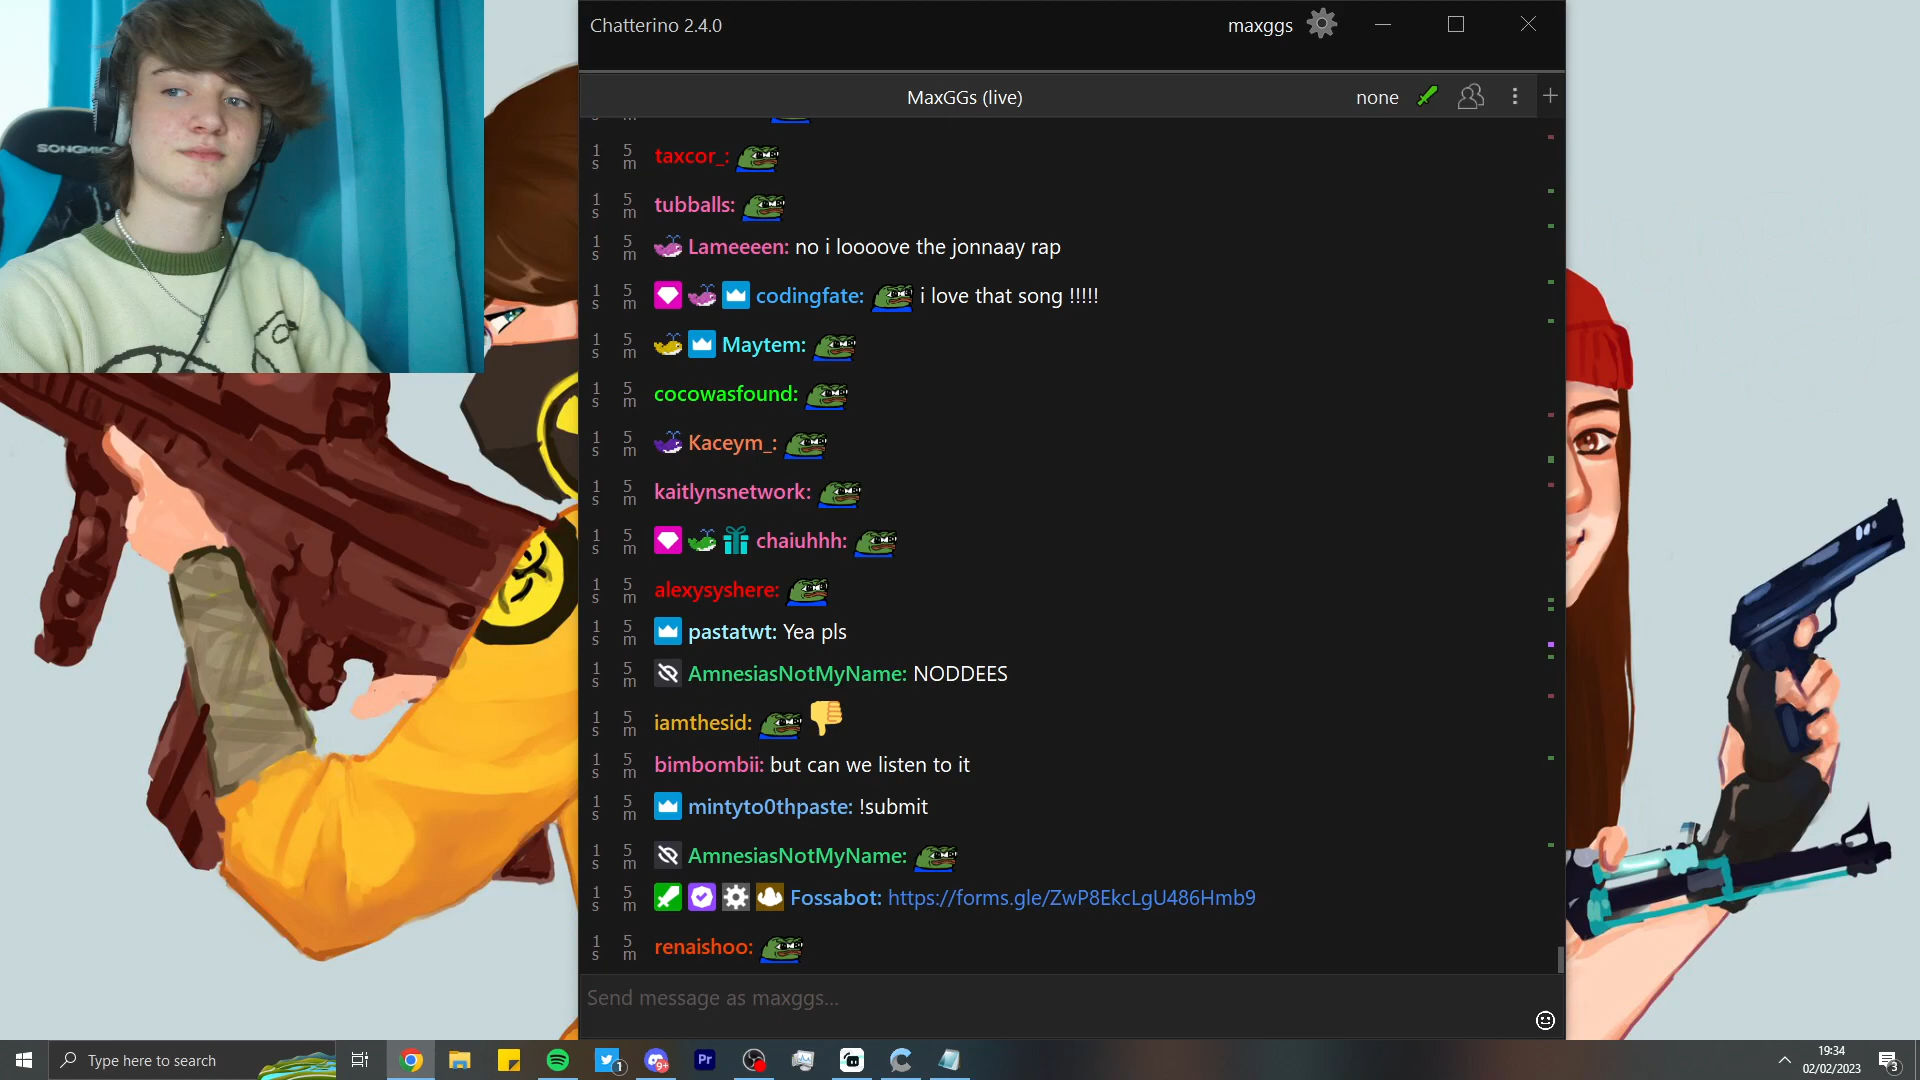 Chatterino 2.4.0
maxggs
MaxGGs (live)
none
SONGMICS
1 s 5 m taxcor_:
1 s 5 m tubballs:
1 s 5 m Lameeeen: no i loooove the jonnaay rap
1 s 5 m codingfate: i love that song !!!!!
1 s 5 m Maytem:
1 s 5 m cocowasfound:
1 s 5 m Kaceym_:
1 s 5 m kaitlynsnetwork:
1 s 5 m chaiuhhh:
1 s 5 m alexysyshere:
1 s 5 m pastatwt: Yea pls
1 s 5 m AmnesiasNotMyName: NODDEES
1 s 5 m iamthesid:
1 s 5 m bimbombii: but can we listen to it
1 s 5 m mintyto0thpaste: !submit
1 s 5 m AmnesiasNotMyName:
1 s 5 m Fossabot: https://forms.gle/ZwP8EkcLgU486Hmb9
1 s 5 m renaishoo:
Send message as maxggs...
Type here to search
1
9+
Pr
19:34
02/02/2023
3